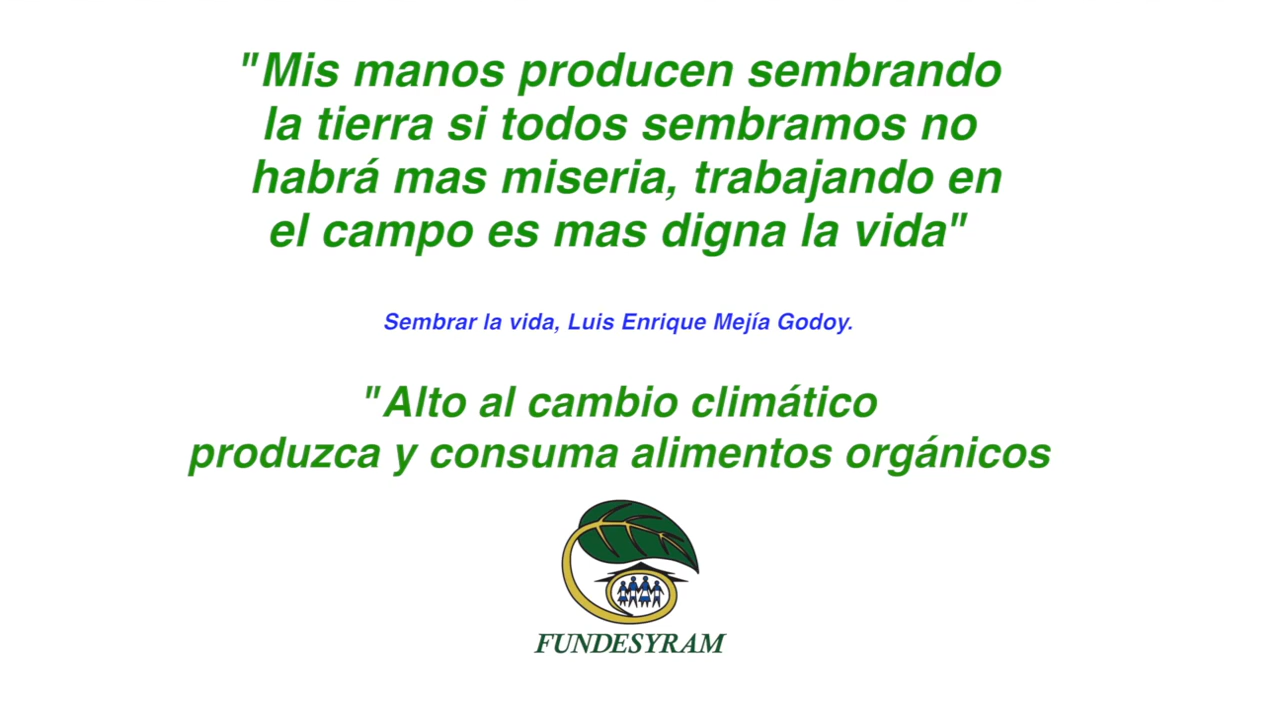 "Mis manos producen sembrando
la tierra si todos sembramos no
habrá mas miseria, trabajando en
el campo es mas digna la vida"
Sembrar la vida, Luis Enrique Mejía Godoy.
"Alto al cambio climático
produzca y consuma alimentos orgánicos
FUNDESYRAM